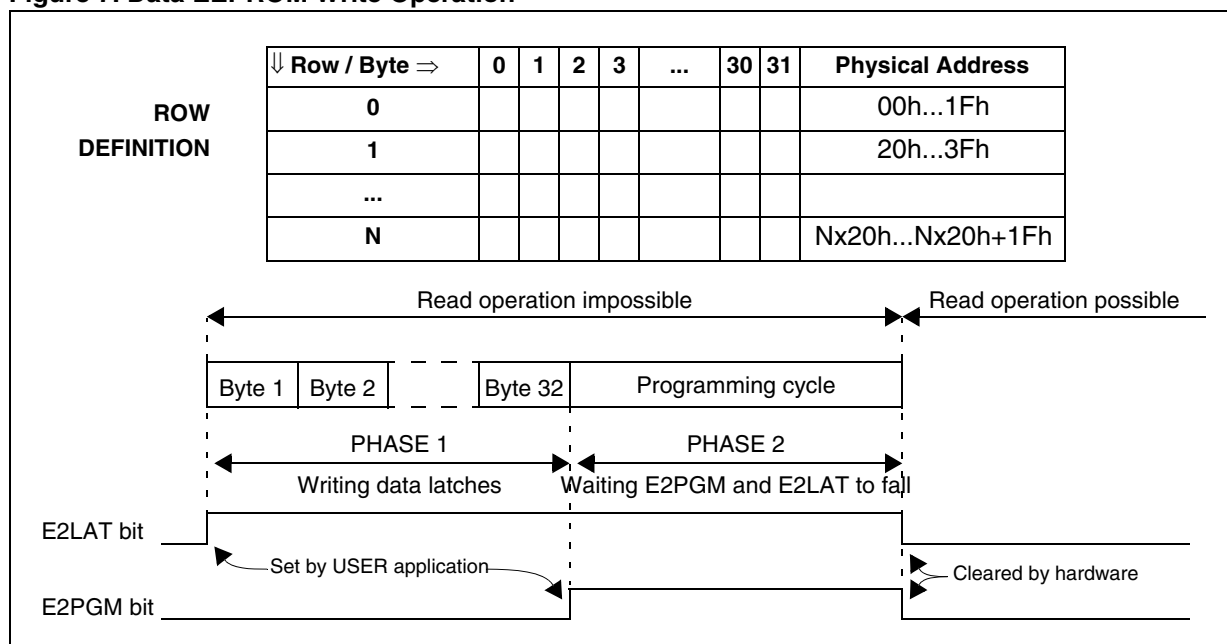 Figure 7. Data EEPROM Write Operation
⇓ Row / Byte ⇒ 0 1 2 3 ... 30 31 Physical Address
ROW DEFINITION
0 00h...1Fh
1 20h...3Fh
...
N Nx20h...Nx20h+1Fh
Read operation impossible Read operation possible
Byte 1 Byte 2 Byte 32 Programming cycle
PHASE 1 PHASE 2
Writing data latches Waiting E2PGM and E2LAT to fall
E2LAT bit
Set by USER application Cleared by hardware
E2PGM bit